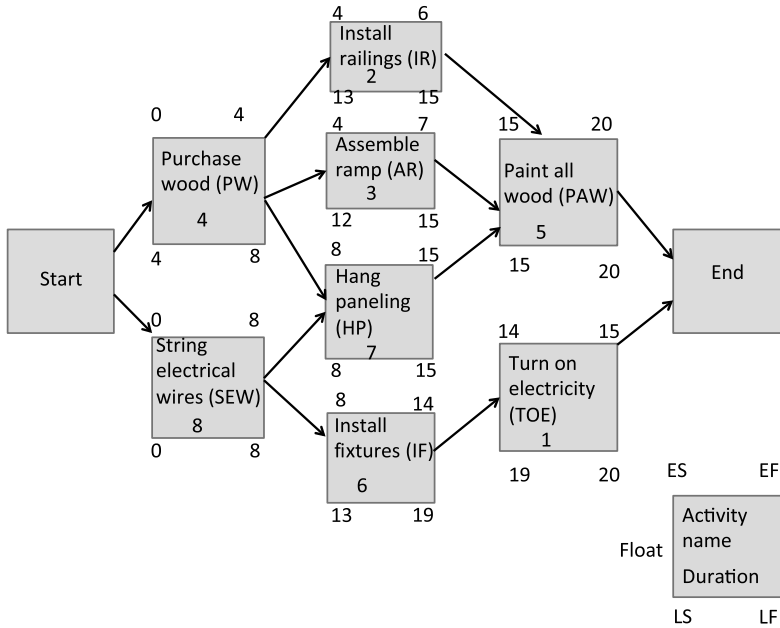 4 6
Install
railings (IR)
2
13 15
0 4
Purchase
wood (PW)
4
4 8
4 7
Assemble
ramp (AR)
3
12 15
15 20
Paint all
wood (PAW)
5
15 20
Start
8 15
Hang
paneling
(HP)
7
8 15
End
0 8
String
electrical
wires (SEW)
8
0 8
14 15
Turn on
electricity
(TOE)
1
19 20
8 14
Install
fixtures (IF)
6
13 19
ES EF
Activity
name
Float
Duration
LS LF